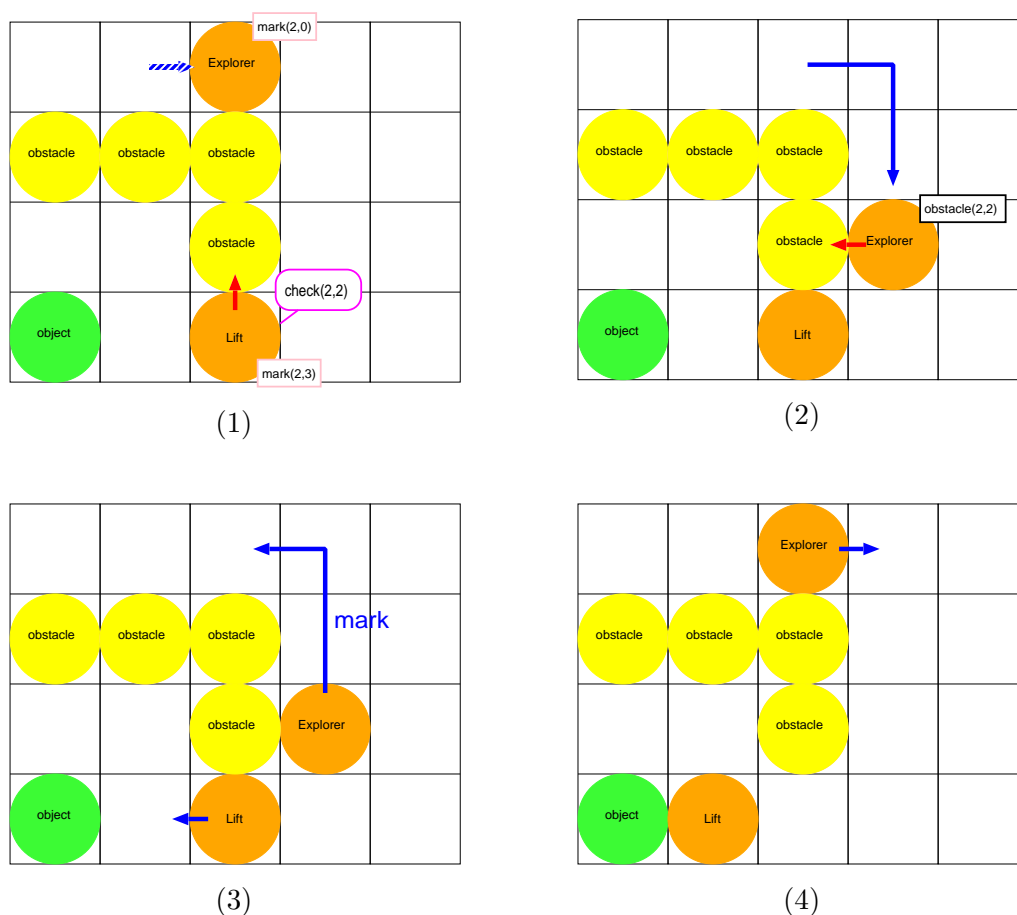 mark(2,0)
Explorer
obstacle
obstacle
obstacle
obstacle
check(2,2)
object
Lift
mark(2,3)
(1)
obstacle
obstacle
obstacle
obstacle(2,2)
obstacle
Explorer
object
Lift
(2)
obstacle
obstacle
obstacle
mark
obstacle
Explorer
object
Lift
(3)
Explorer
obstacle
obstacle
obstacle
obstacle
object
Lift
(4)